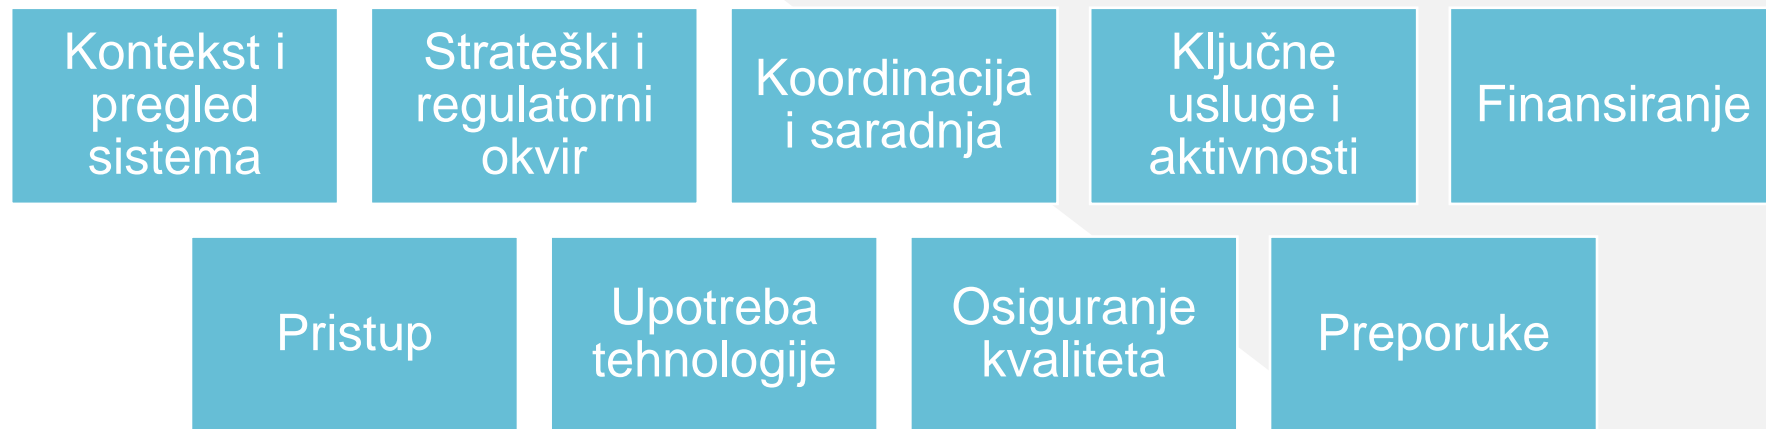 Kontekst i
pregled
sistema
Strateški i
regulatorni
okvir
Koordinacija
i saradnja
Ključne
usluge i
aktivnosti
Finansiranje
Pristup
Upotreba
tehnologije
Osiguranje
kvaliteta
Preporuke